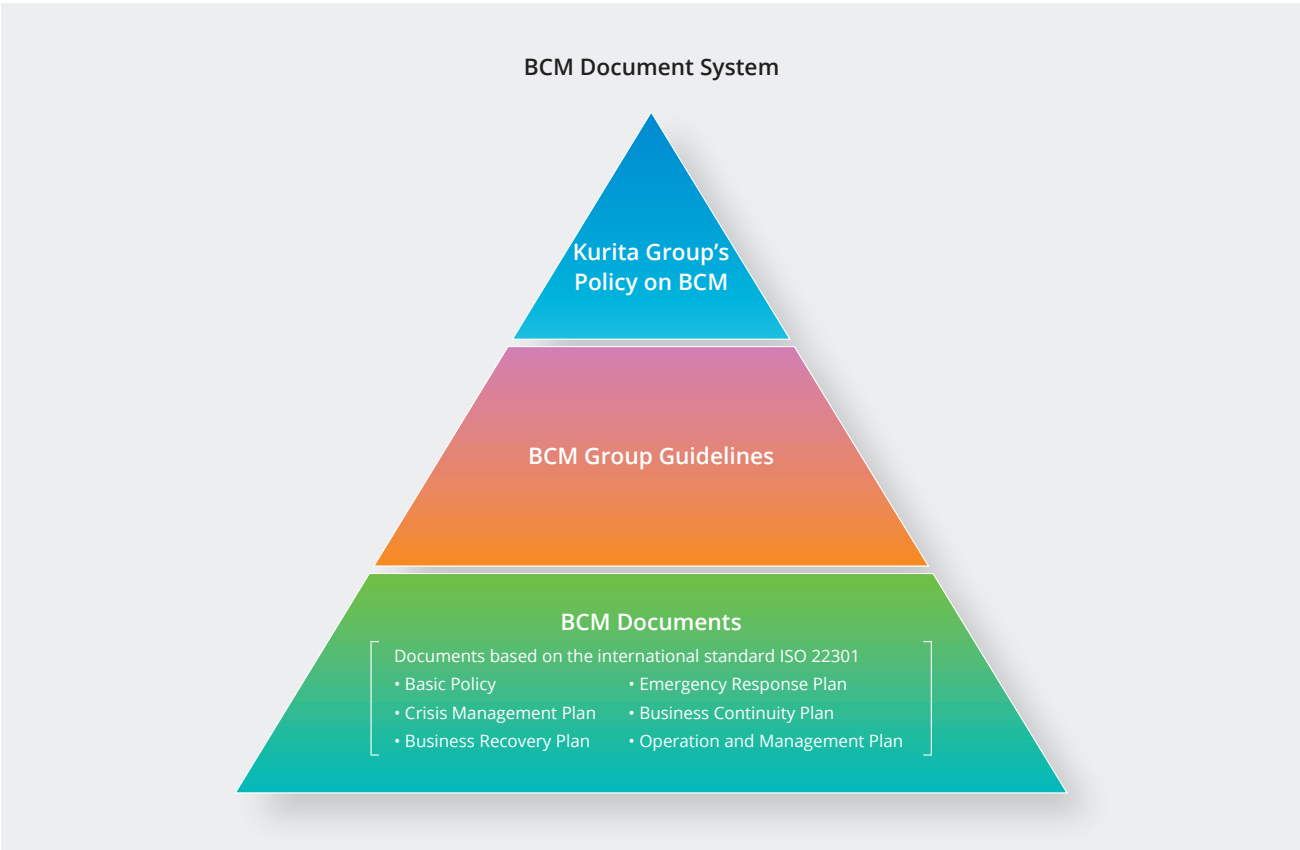 BCM Document System
Kurita Group’s
Policy on BCM
BCM Group Guidelines
BCM Documents
Documents based on the international standard ISO 22301
• Basic Policy
• Emergency Response Plan
• Crisis Management Plan
• Business Continuity Plan
• Business Recovery Plan
• Operation and Management Plan